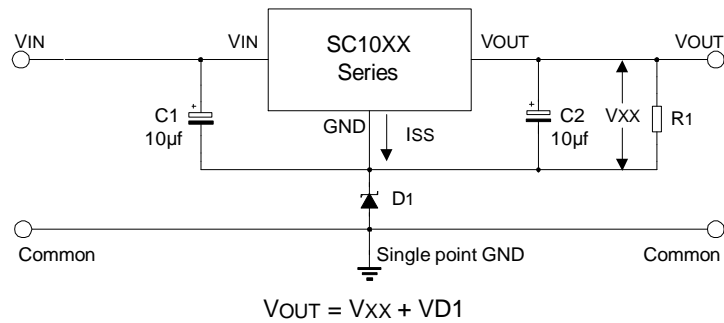 VIN
VIN
SC10XX
Series
VOUT
VOUT
+
C1
10µf
GND
ISS
+
C2
10µf
VXX
R1
D1
Common
Single point GND
Common
VOUT = VXX + VD1